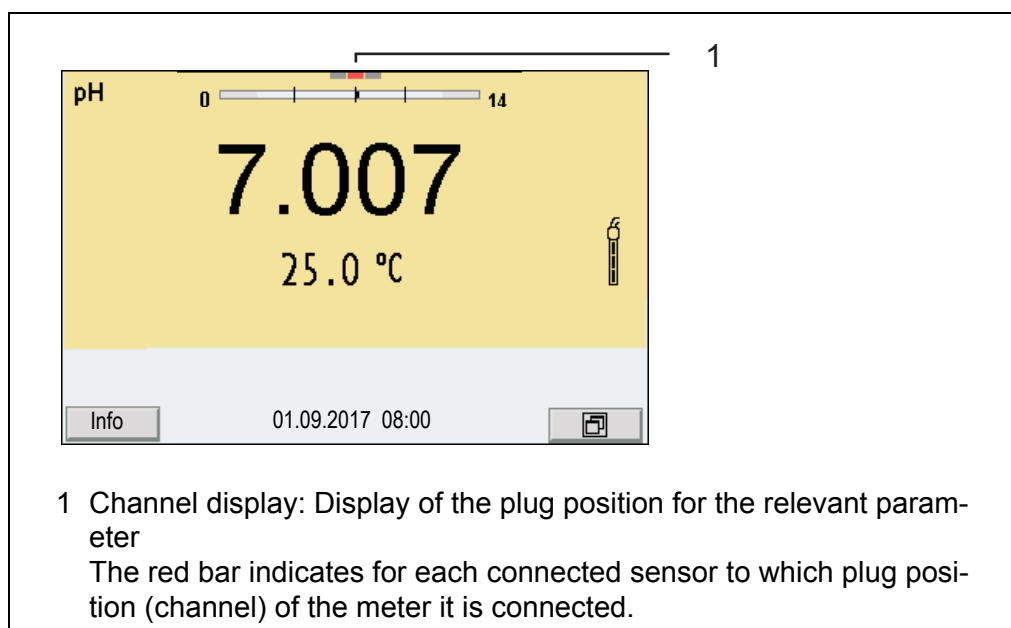 1
pH
0 14
7.007
25.0 °C
Info 01.09.2017 08:00
1 Channel display: Display of the plug position for the relevant param-
eter
The red bar indicates for each connected sensor to which plug posi-
tion (channel) of the meter it is connected.